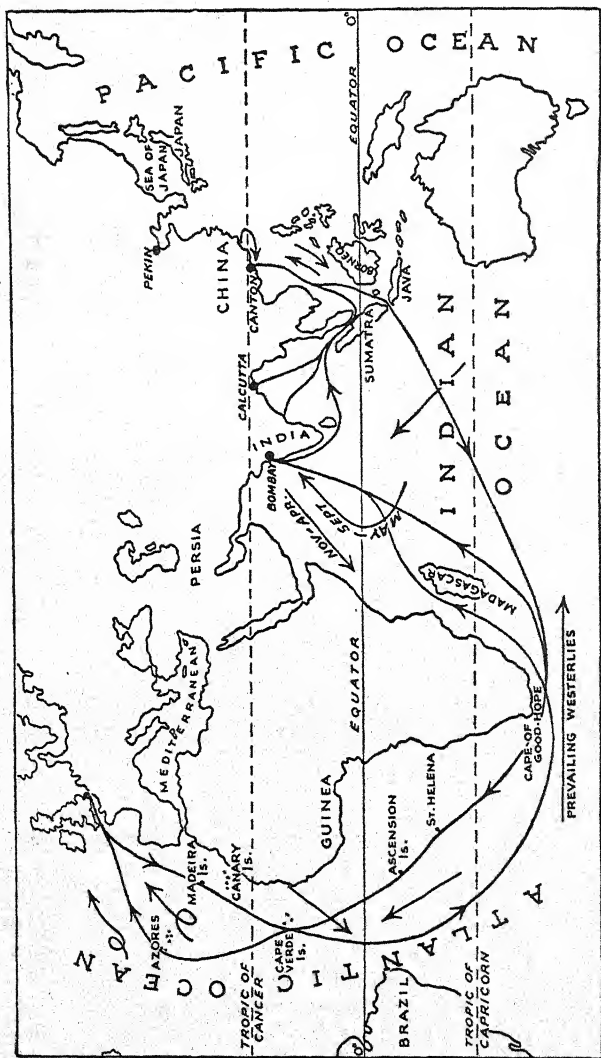 PACIFIC OCEAN
0°
EQUATOR
SEA OF
JAPAN
JAPAN
PEKIN
CHINA
CANTON
BORNEO
JAVA
SUMATRA
CALCUTTA
INDIA
BOMBAY
INDIAN
OCEAN
PERSIA
NOV-APR.
MAY
SEPT
MADAGASCAR
MEDITERRANEAN
EQUATOR
GUINEA
CAPE-OF
GOOD-HOPE
PREVAILING WESTERLIES
ST. HELENA
ASCENSION
IS.
MADEIRA
IS.
CANARY
IS.
AZORES
CAPE
VERDE
IS.
TROPIC OF
CANCER
0°
BRAZIL
TROPIC OF
CAPRICORN
ATLANTIC OCEAN